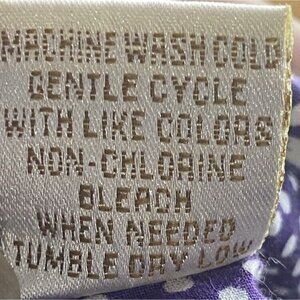 MACHINE WASH COLD
GENTLE CYCLE
WITH LIKE COLORS
NON-CHLORINE
BLEACH
WHEN NEEDED
TUMBLE DRY LOW